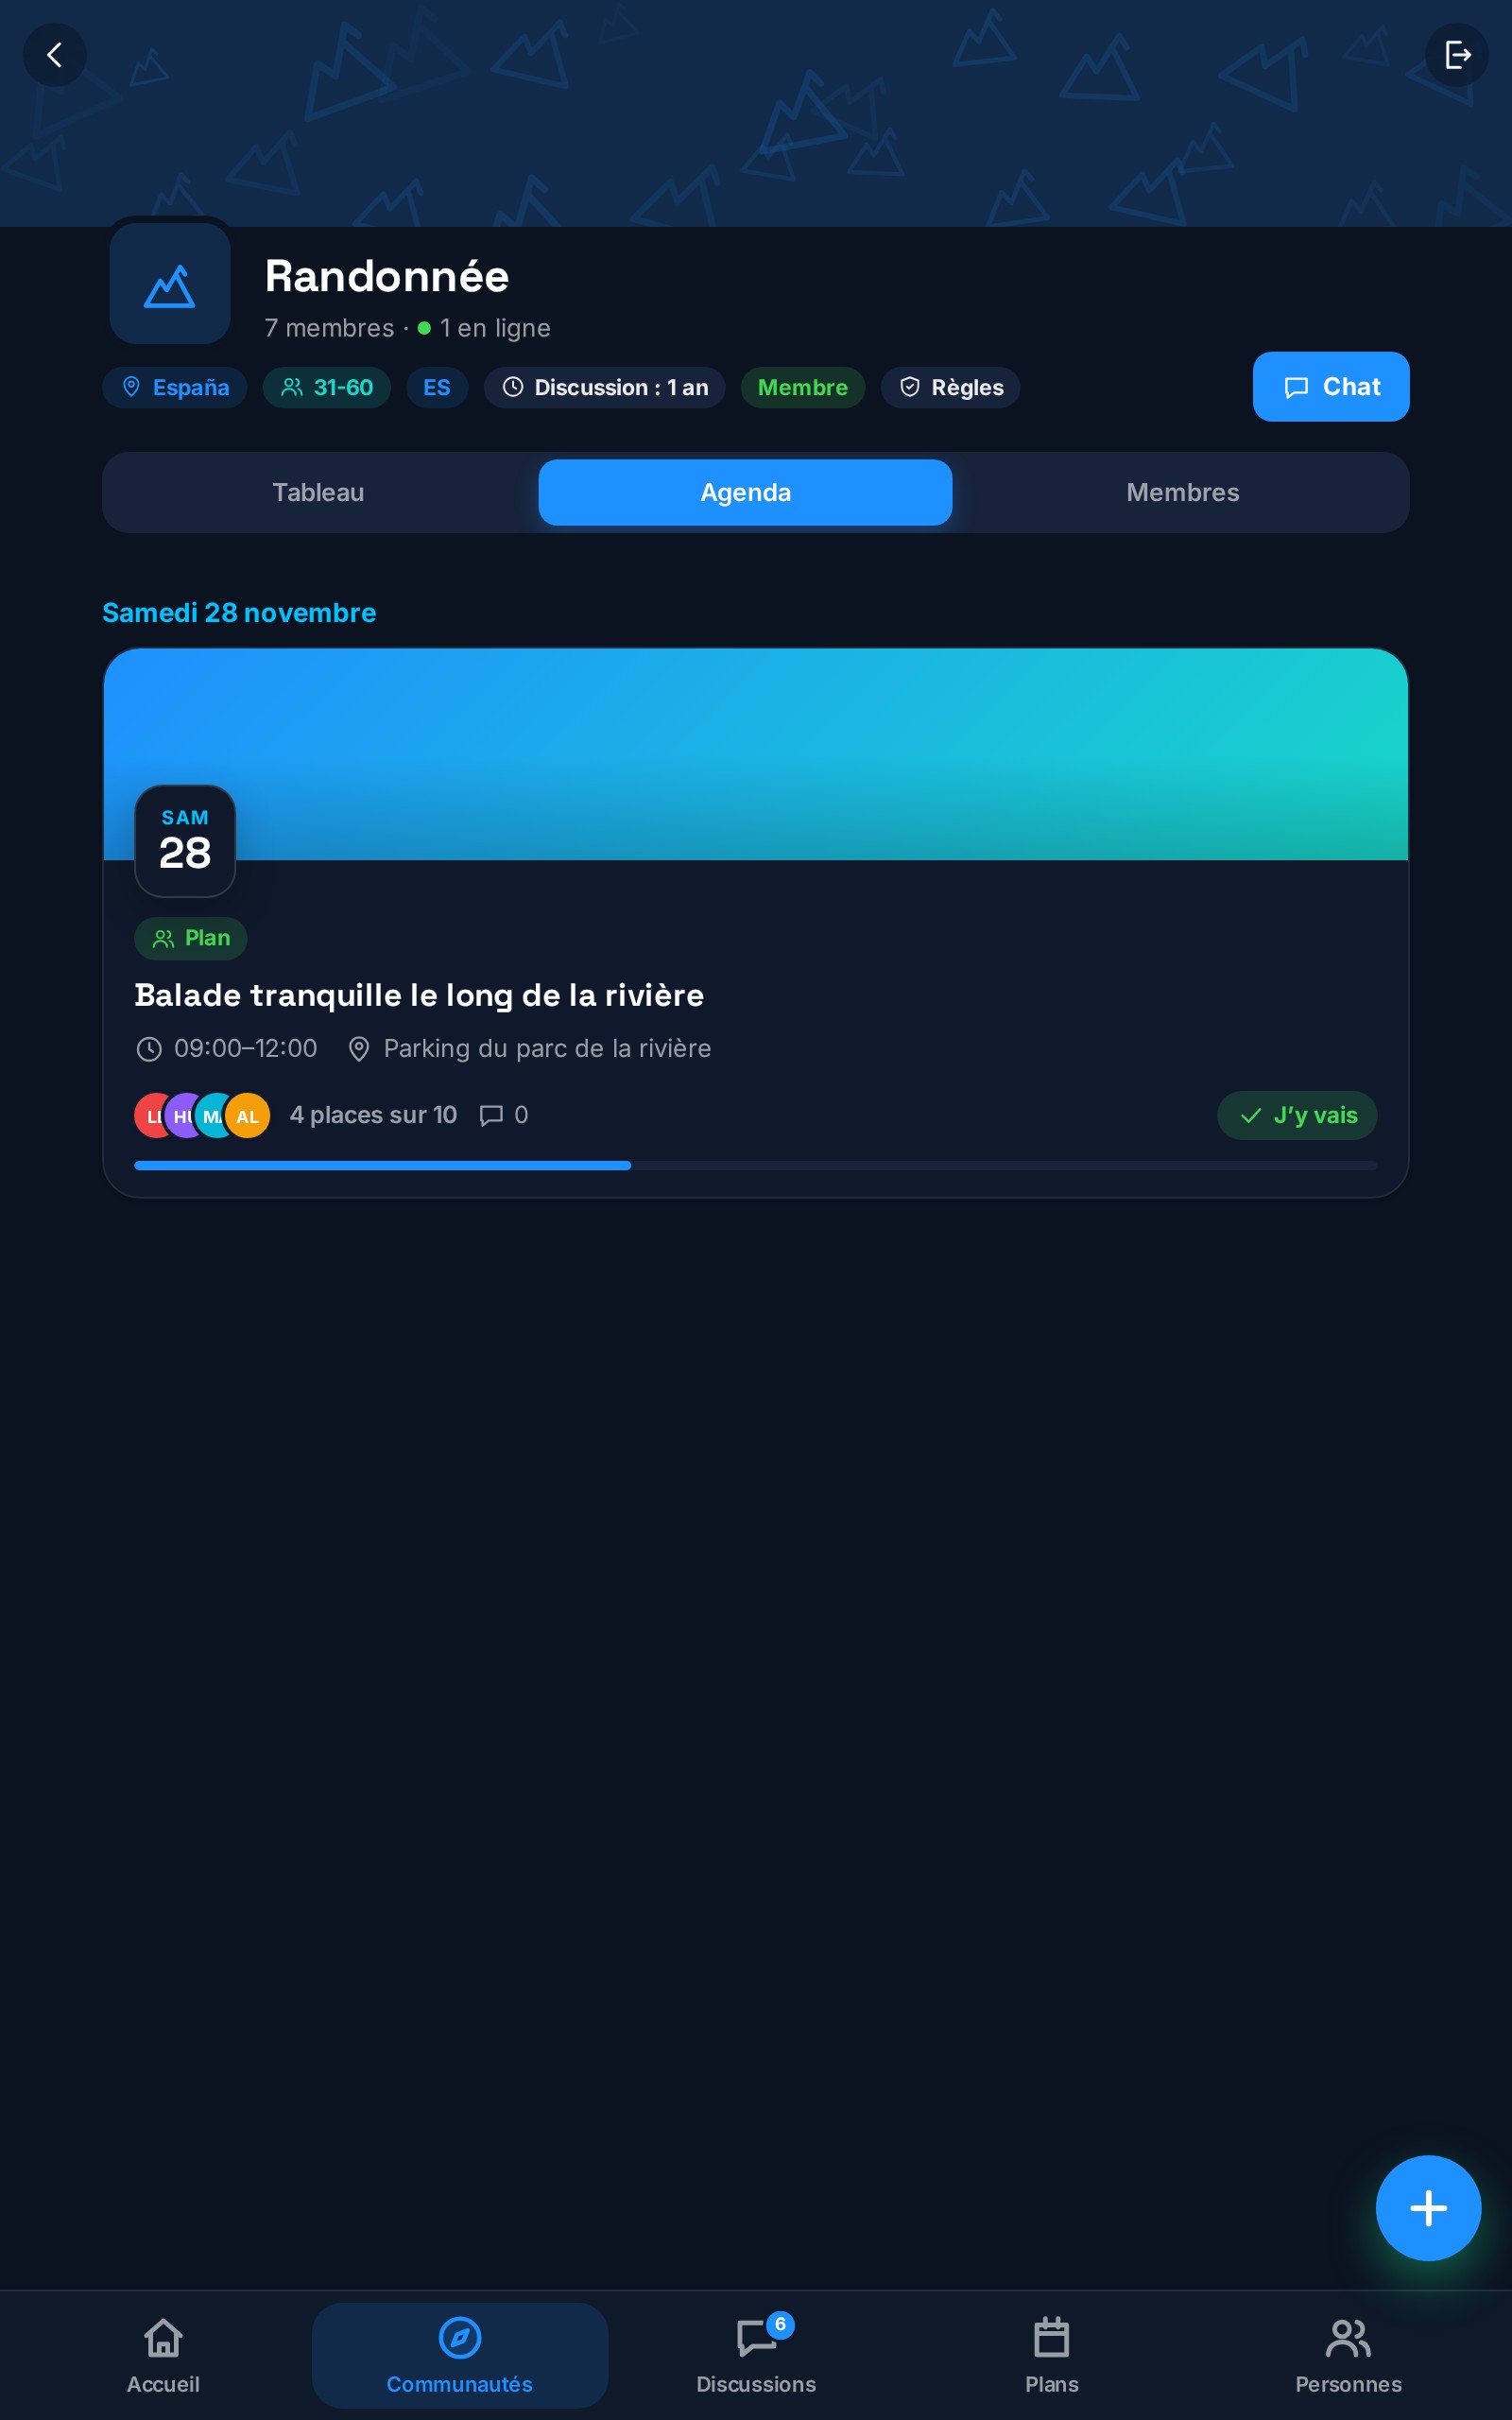 Randonnée
7 membres · 1 en ligne
España 31-60 ES Discussion : 1 an Membre Règles Chat
Tableau Agenda Membres
Samedi 28 novembre
SAM
28
Plan
Balade tranquille le long de la rivière
09:00–12:00 Parking du parc de la rivière
AL 4 places sur 10 0 J’y vais
6
Accueil Communautés Discussions Plans Personnes